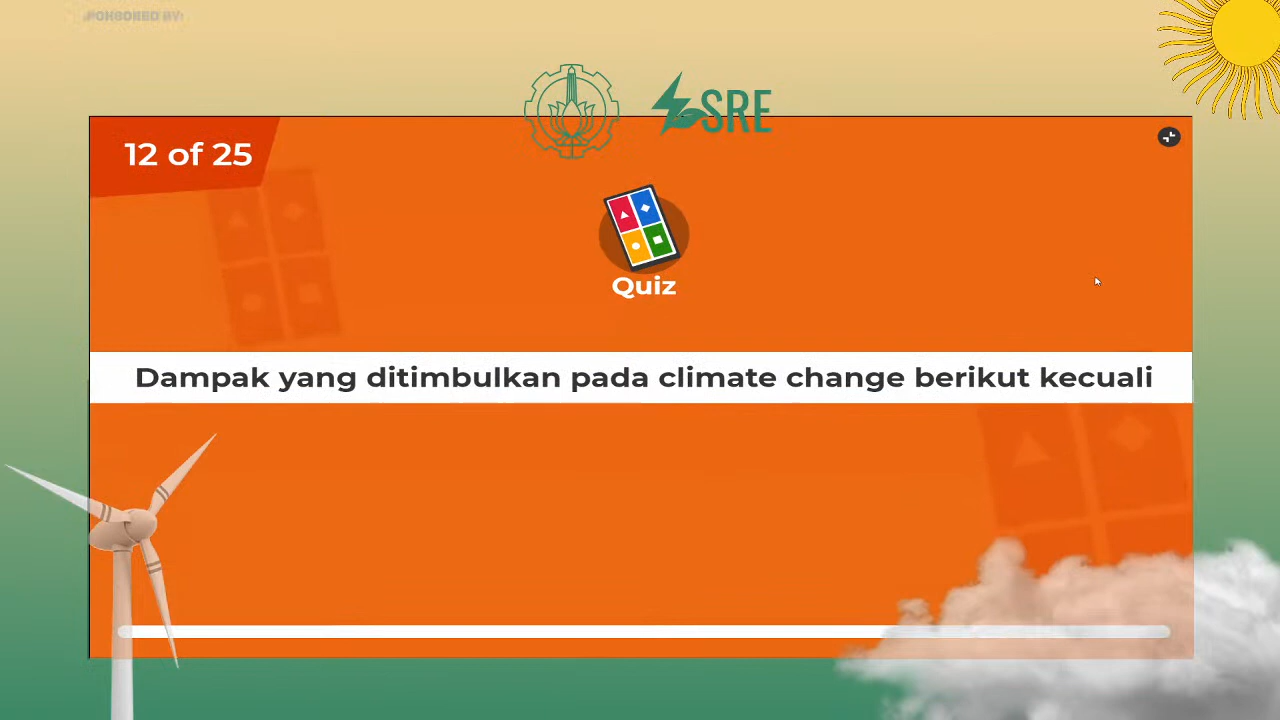 SRE
12 of 25
Quiz
Dampak yang ditimbulkan pada climate change berikut kecuali